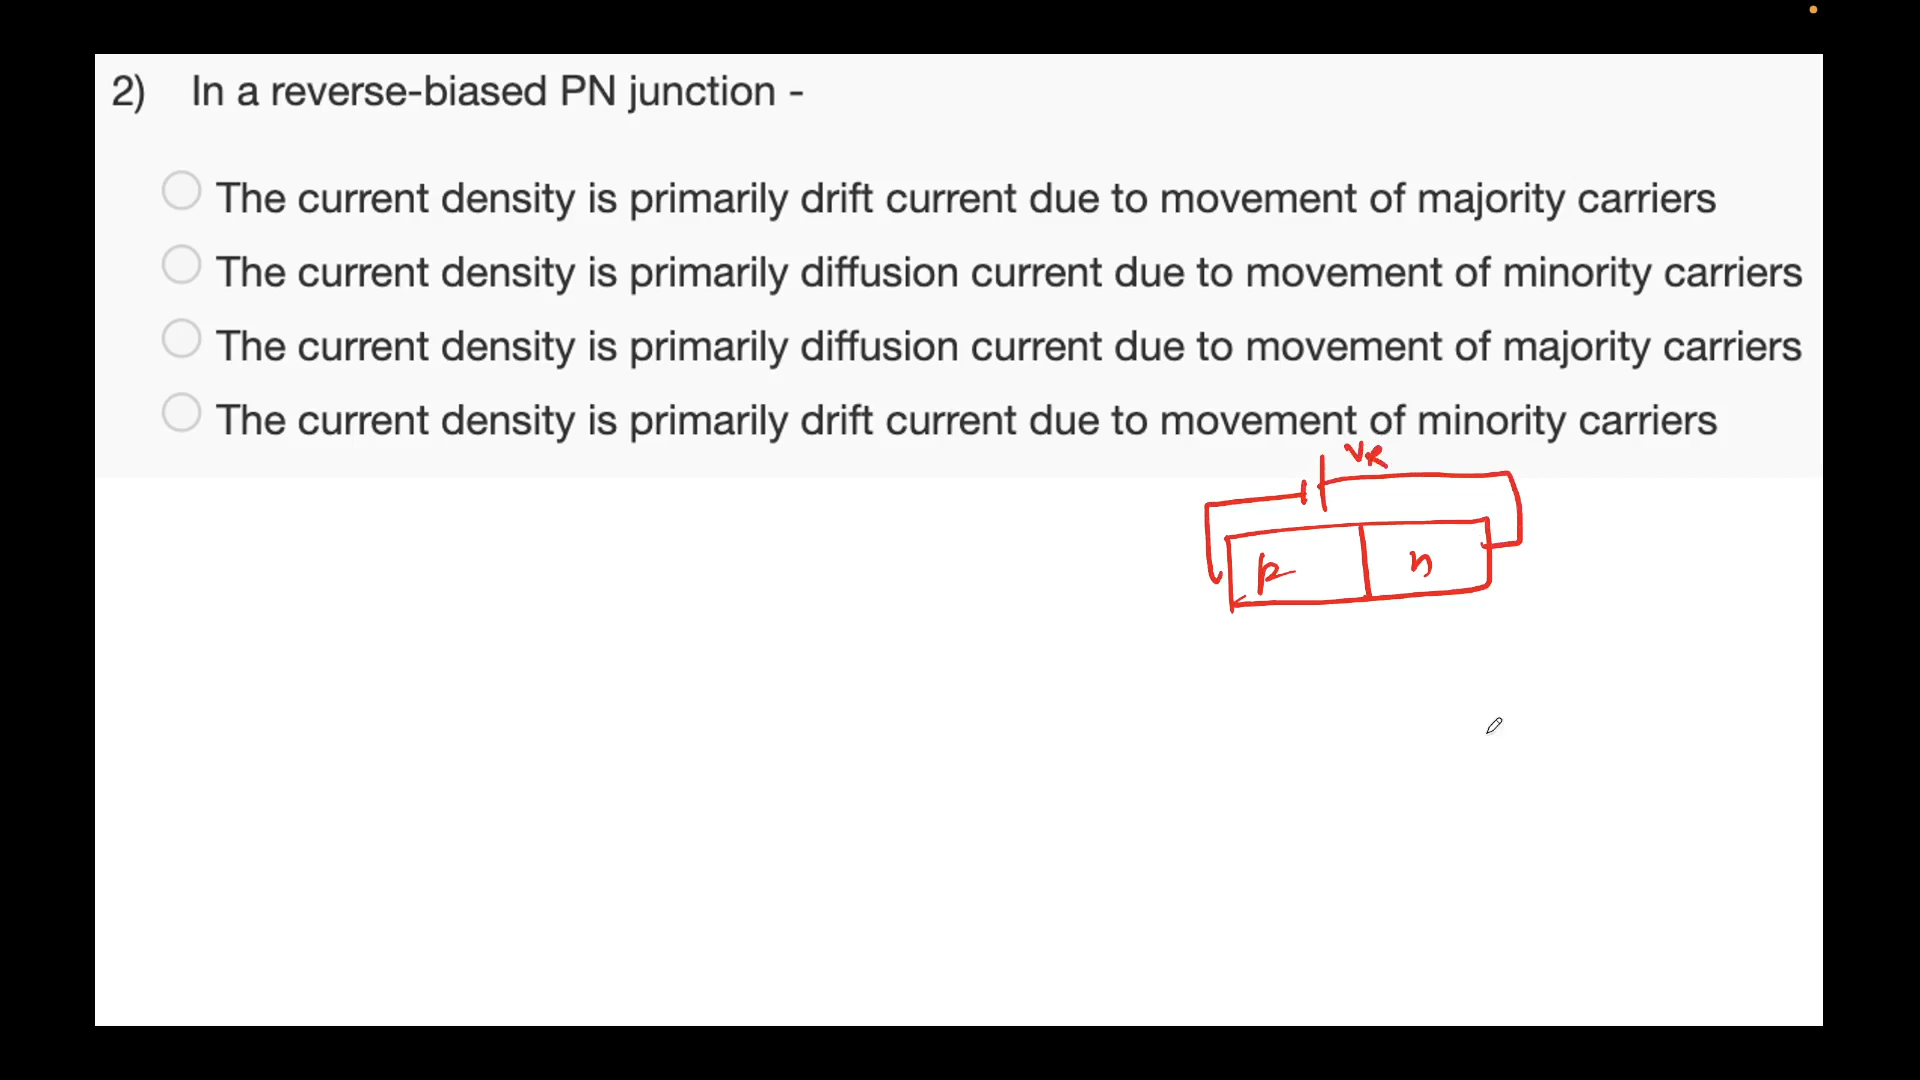 2) In a reverse-biased PN junction -
The current density is primarily drift current due to movement of majority carriers
The current density is primarily diffusion current due to movement of minority carriers
The current density is primarily diffusion current due to movement of majority carriers
The current density is primarily drift current due to movement of minority carriers
VR
p n